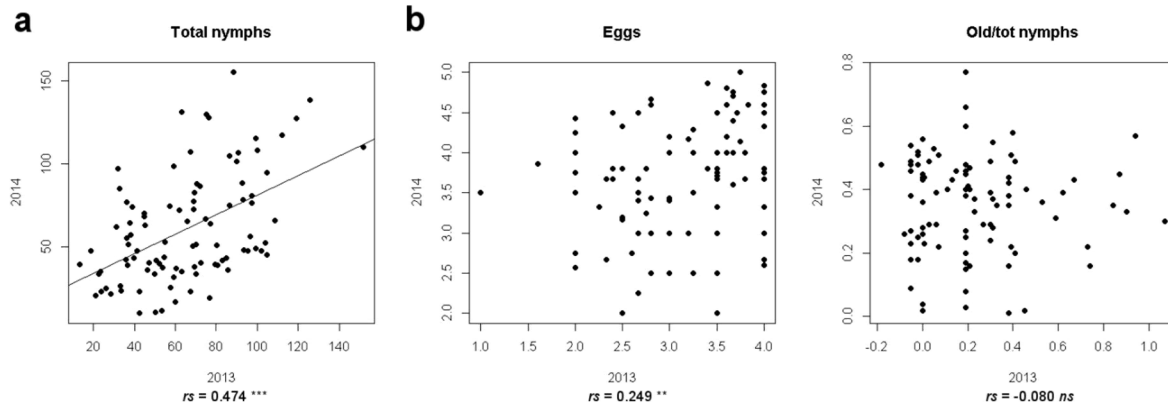 a
b
Total nymphs
Eggs
Old/tot nymphs
150
100
50
2014
20 40 60 80 100 120 140
2013
rs = 0.474 ***
5.0
4.5
4.0
3.5
3.0
2.5
2.0
2014
1.0 1.5 2.0 2.5 3.0 3.5 4.0
2013
rs = 0.249 **
0.8
0.6
0.4
0.2
0.0
2014
-0.2 0.0 0.2 0.4 0.6 0.8 1.0
2013
rs = -0.080 ns